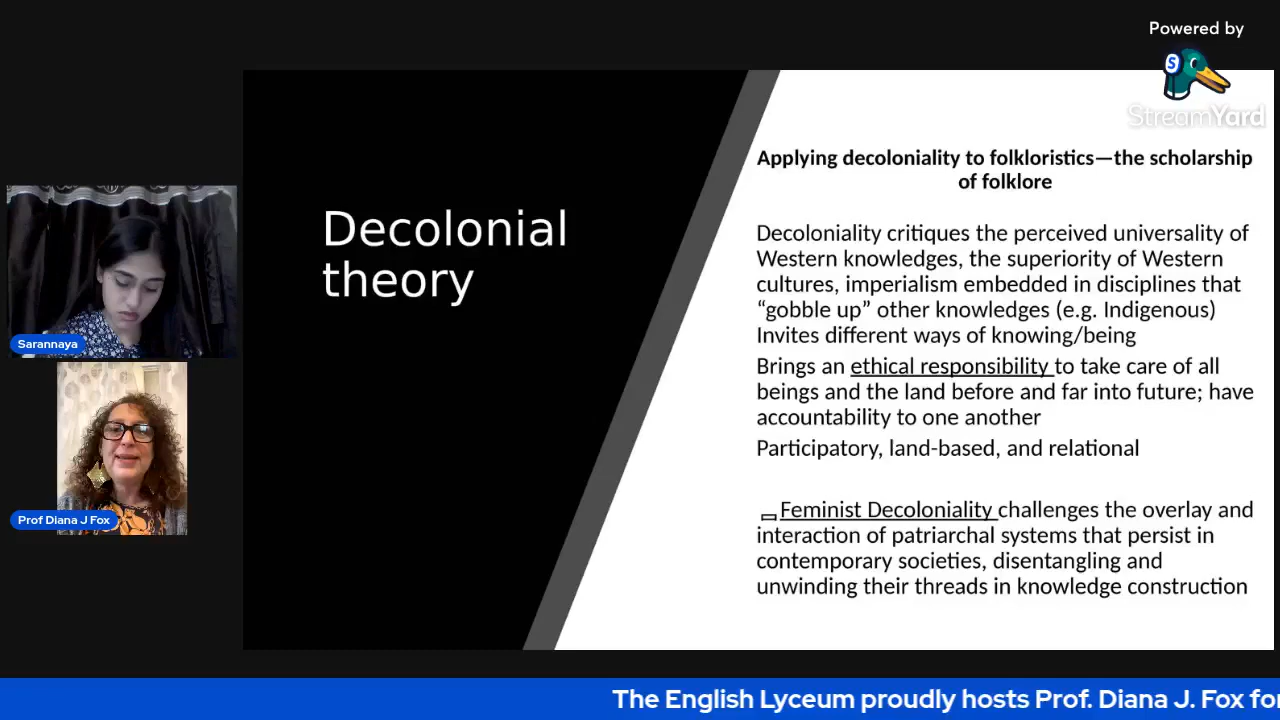 Powered by
S
StreamYard
Decolonial
theory
Applying decoloniality to folkloristics—the scholarship
of folklore
Decoloniality critiques the perceived universality of
Western knowledges, the superiority of Western
cultures, imperialism embedded in disciplines that
“gobble up” other knowledges (e.g. Indigenous)
Invites different ways of knowing/being
Brings an ethical responsibility to take care of all
beings and the land before and far into future; have
accountability to one another
Participatory, land-based, and relational
Feminist Decoloniality challenges the overlay and
interaction of patriarchal systems that persist in
contemporary societies, disentangling and
unwinding their threads in knowledge construction
Sarannaya
Prof Diana J Fox
The English Lyceum proudly hosts Prof. Diana J. Fox for